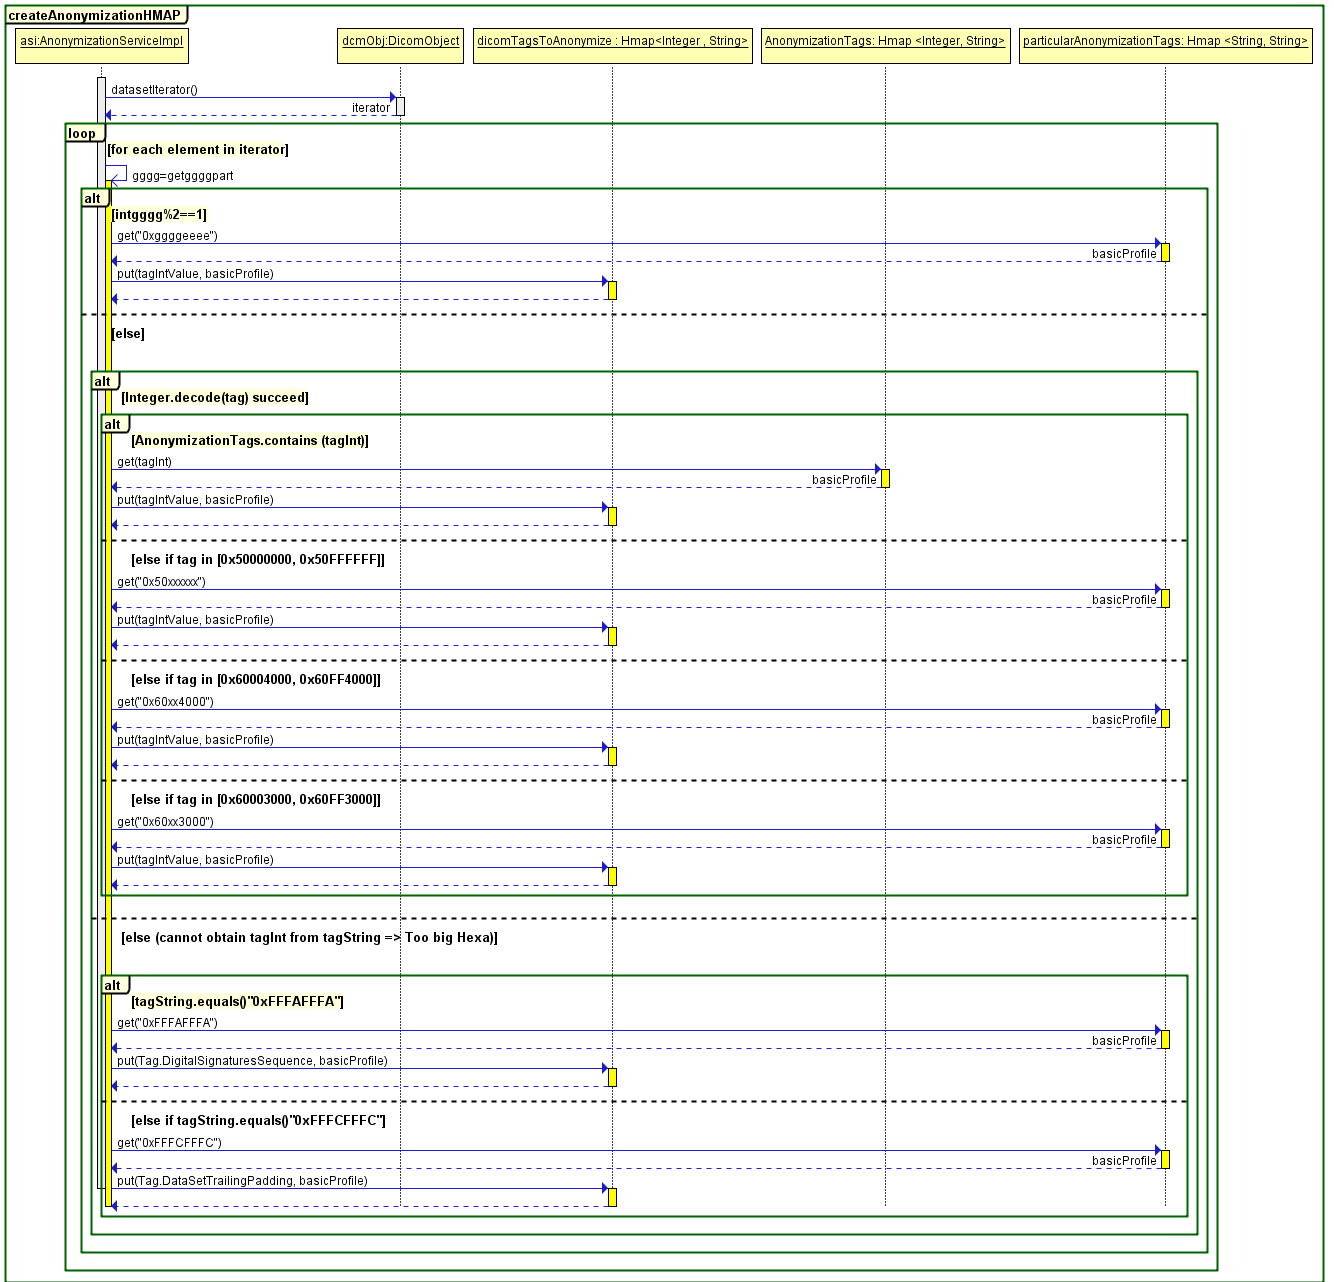 createAnonymizationHMAP
asi:AnonymizationServiceImpl
dcmObj:DicomObject
dicomTagsToAnonymize : Hmap<Integer , String>
AnonymizationTags: Hmap <Integer, String>
particularAnonymizationTags: Hmap <String, String>
datasetIterator()
iterator
loop
[for each element in iterator]
gggg=getggggpart
alt
[intgggg%2==1]
get("0xggggeeee")
basicProfile
put(tagIntValue, basicProfile)
[else]
alt
[Integer.decode(tag) succeed]
alt
[AnonymizationTags.contains (tagInt)]
get(tagInt)
basicProfile
put(tagIntValue, basicProfile)
[else if tag in [0x50000000, 0x50FFFFFF]]
get("0x50xxxxxx")
basicProfile
put(tagIntValue, basicProfile)
[else if tag in [0x60004000, 0x60FF4000]]
get("0x60xx4000")
basicProfile
put(tagIntValue, basicProfile)
[else if tag in [0x60003000, 0x60FF3000]]
get("0x60xx3000")
basicProfile
put(tagIntValue, basicProfile)
[else (cannot obtain tagInt from tagString => Too big Hexa)]
alt
[tagString.equals()"0xFFFAFFFA"]
get("0xFFFAFFFA")
basicProfile
put(Tag.DigitalSignaturesSequence, basicProfile)
[else if tagString.equals()"0xFFFCFFFC"]
get("0xFFFCFFFC")
basicProfile
put(Tag.DataSetTrailingPadding, basicProfile)